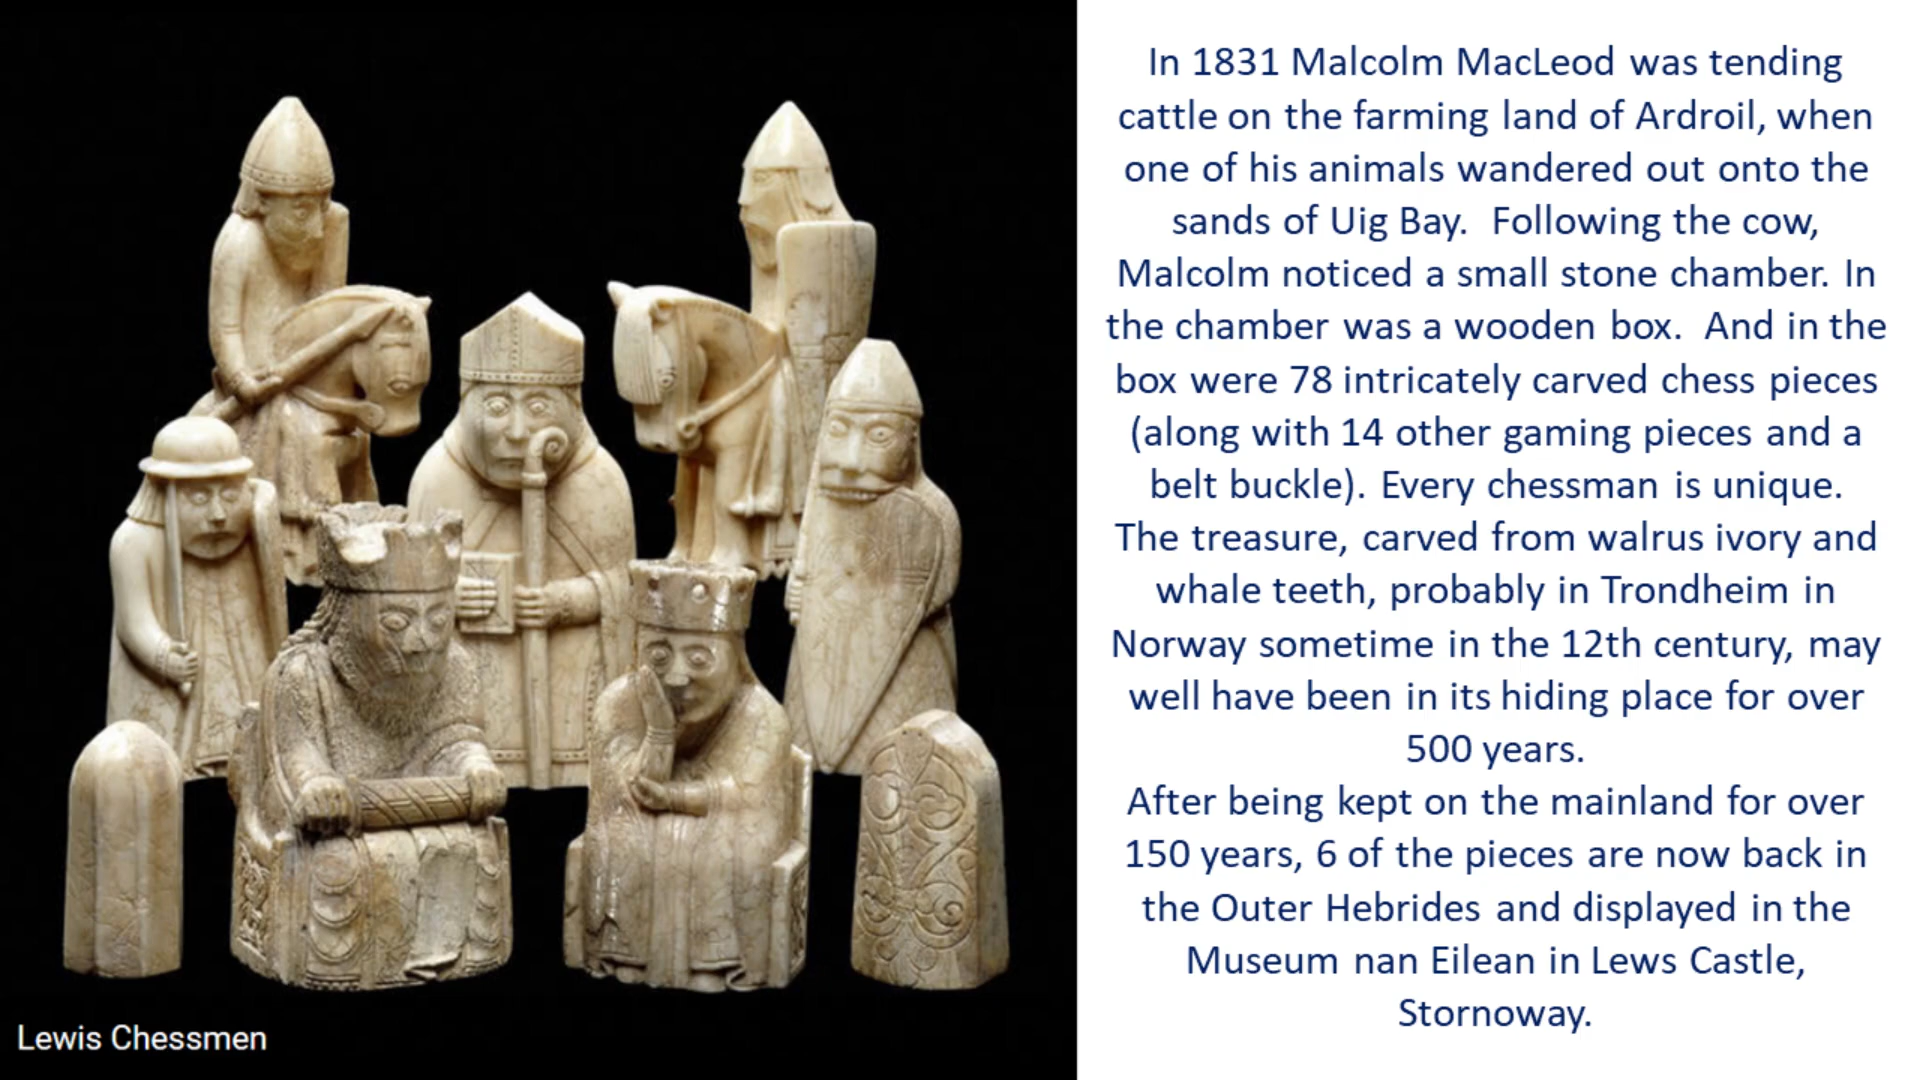 In 1831 Malcolm MacLeod was tending
cattle on the farming land of Ardroil, when
one of his animals wandered out onto the
sands of Uig Bay.  Following the cow,
Malcolm noticed a small stone chamber. In
the chamber was a wooden box.  And in the
box were 78 intricately carved chess pieces
(along with 14 other gaming pieces and a
belt buckle). Every chessman is unique.
The treasure, carved from walrus ivory and
whale teeth, probably in Trondheim in
Norway sometime in the 12th century, may
well have been in its hiding place for over
500 years.
After being kept on the mainland for over
150 years, 6 of the pieces are now back in
the Outer Hebrides and displayed in the
Museum nan Eilean in Lews Castle,
Stornoway.
Lewis Chessmen